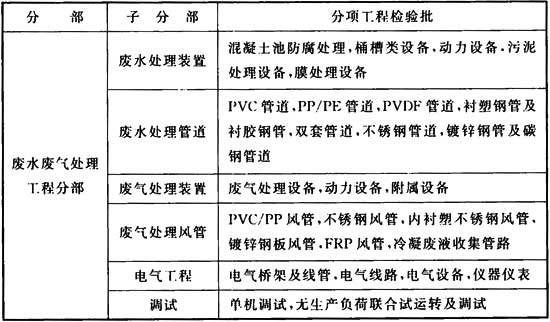 分 部 子 分 部 分项工程检验批
废水废气处理
工程分部
废水处理装置
混凝土池防腐处理,桶槽类设备,动力设备,污泥
处理设备,膜处理设备
废水处理管道
PVC管道,PP/PE管道,PVDF管道,衬塑钢管及
衬胶钢管,双套管道,不锈钢管道,镀锌钢管及碳
钢管道
废气处理装置
废气处理设备,动力设备,附属设备
废气处理风管
PVC/PP风管,不锈钢风管,内衬塑不锈钢风管,
镀锌钢板风管,FRP风管,冷凝废液收集管路
电气工程
电气桥架及线管,电气线路,电气设备,仪器仪表
调试
单机调试,无生产负荷联合试运转及调试